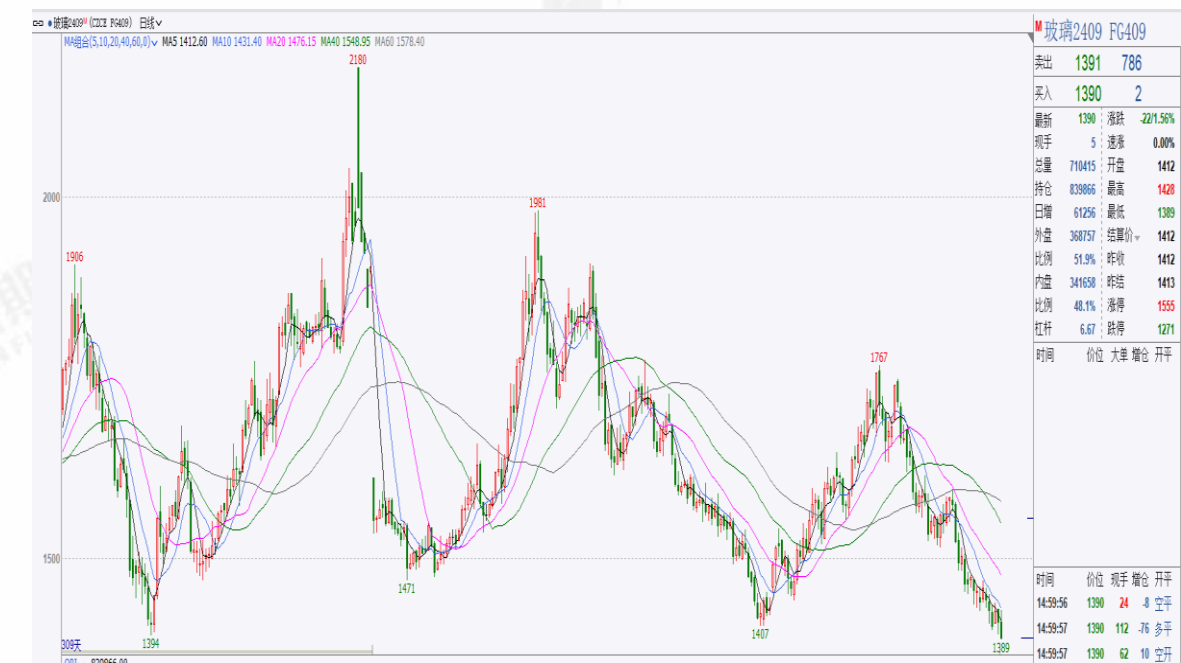 玻璃2409M (CZCE FG409) 日线
MA组合(5,10,20,40,60,0) MA5 1412.60 MA10 1431.40 MA20 1476.15 MA40 1548.95 MA60 1578.40
2180
2000
1981
1906
1767
1500
1471
1407
1394
1389
309天
OPI 839866.00
M 玻璃2409 FG409
卖出 1391 786
买入 1390 2
最新 1390 涨跌 -22/1.56%
现手 5 速涨 0.00%
总量 710415 开盘 1412
持仓 839866 最高 1428
日增 61256 最低 1389
外盘 368757 结算价 1412
比例 51.9% 昨收 1412
内盘 341658 昨结 1413
比例 48.1% 涨停 1555
杠杆 6.67 跌停 1271
时间 价位 大单 增仓 开平
时间 价位 现手 增仓 开平
14:59:56 1390 24 -8 空平
14:59:57 1390 112 -76 多平
14:59:57 1390 62 10 空开